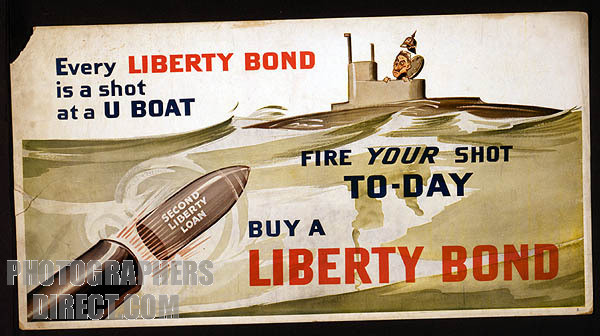 Every LIBERTY BOND
is a shot
at a U BOAT
FIRE YOUR SHOT
TO-DAY
SECOND
LIBERTY
LOAN
BUY A
LIBERTY BOND
PHOTOGRAPHERS
DIRECT.COM